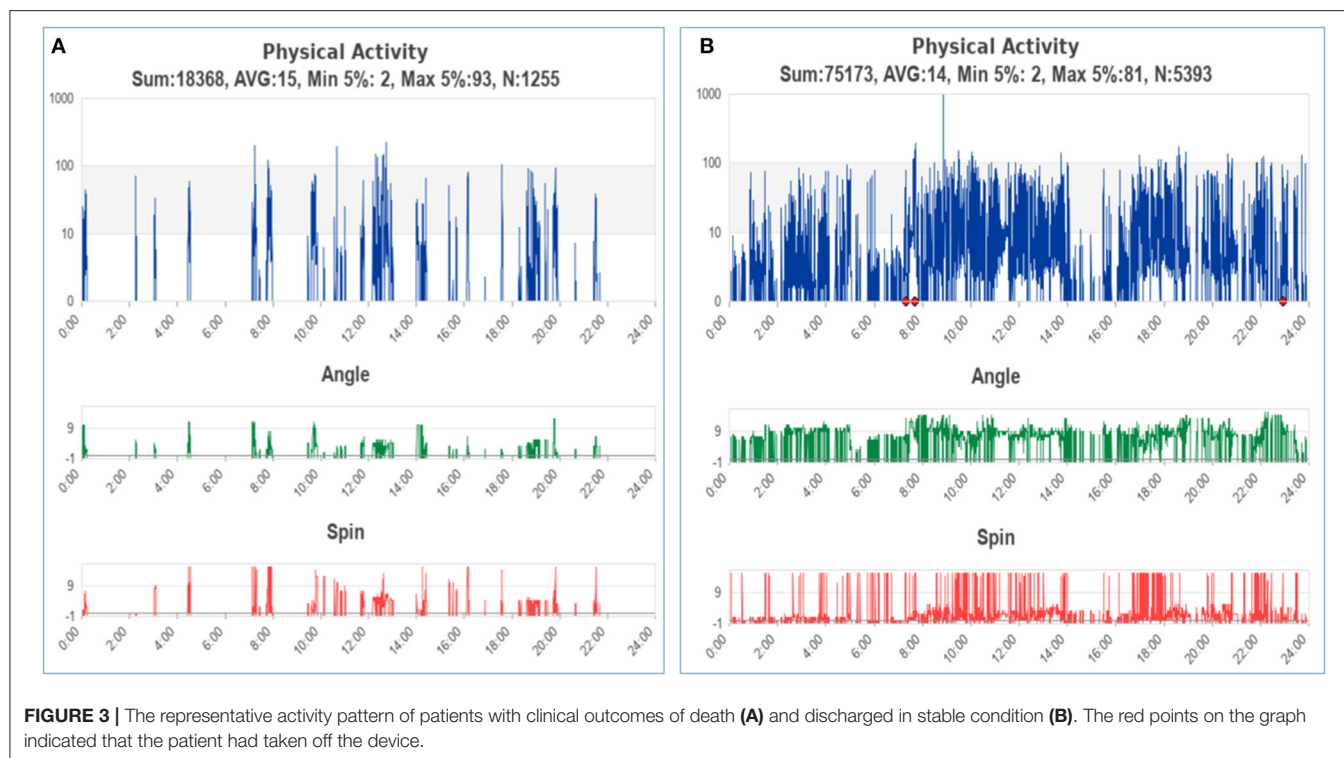 A
Physical Activity
Sum:18368, AVG:15, Min 5%: 2, Max 5%:93, N:1255
1000
100
10
0
0:00 2:00 4:00 6:00 8:00 10:00 12:00 14:00 16:00 18:00 20:00 22:00 24:00
Angle
9
-1
0:00 2:00 4:00 6:00 8:00 10:00 12:00 14:00 16:00 18:00 20:00 22:00 24:00
Spin
9
-1
0:00 2:00 4:00 6:00 8:00 10:00 12:00 14:00 16:00 18:00 20:00 22:00 24:00
B
Physical Activity
Sum:75173, AVG:14, Min 5%: 2, Max 5%:81, N:5393
1000
100
10
0
0:00 2:00 4:00 6:00 8:00 10:00 12:00 14:00 16:00 18:00 20:00 22:00 24:00
Angle
9
-1
0:00 2:00 4:00 6:00 8:00 10:00 12:00 14:00 16:00 18:00 20:00 22:00 24:00
Spin
9
-1
0:00 2:00 4:00 6:00 8:00 10:00 12:00 14:00 16:00 18:00 20:00 22:00 24:00
FIGURE 3 | The representative activity pattern of patients with clinical outcomes of death (A) and discharged in stable condition (B). The red points on the graph
indicated that the patient had taken off the device.